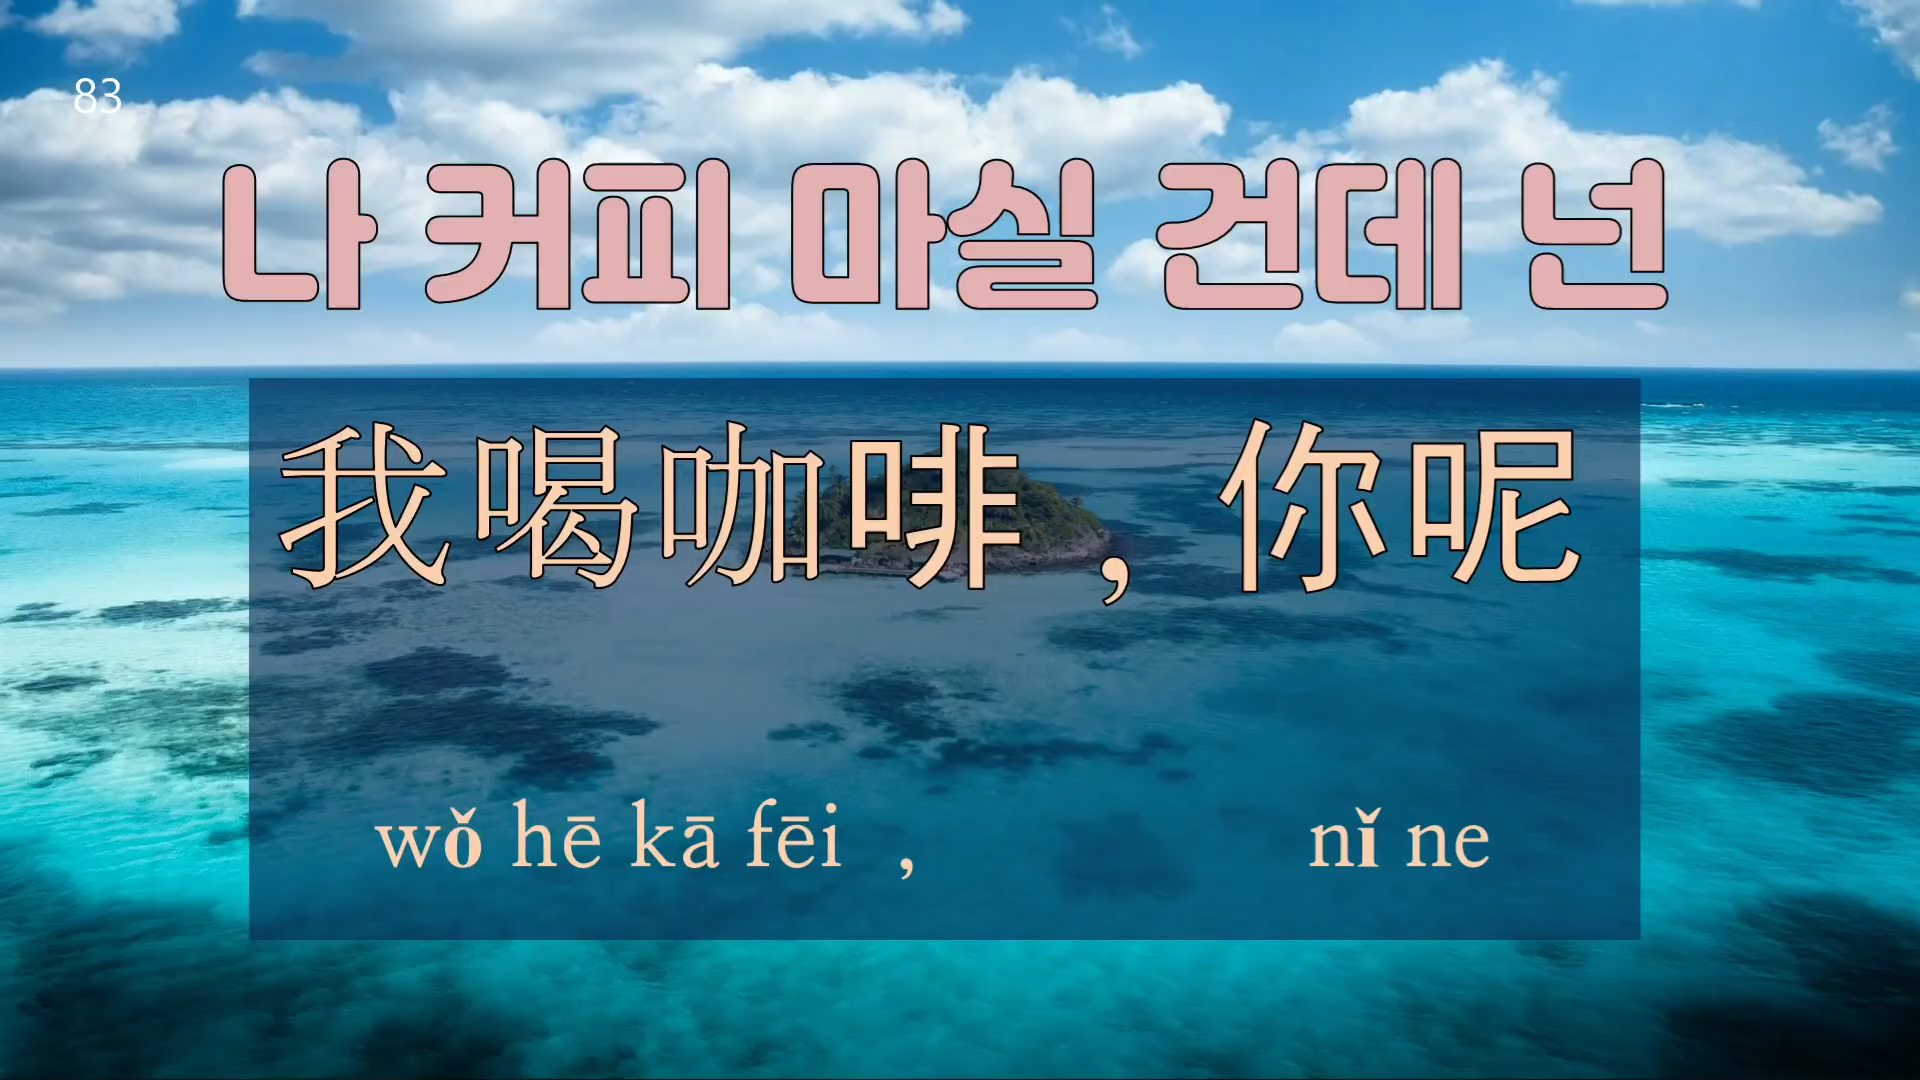 83
나 커피 마실 건데 넌
我喝咖啡，你呢
wǒ hē kā fēi ， nǐ ne